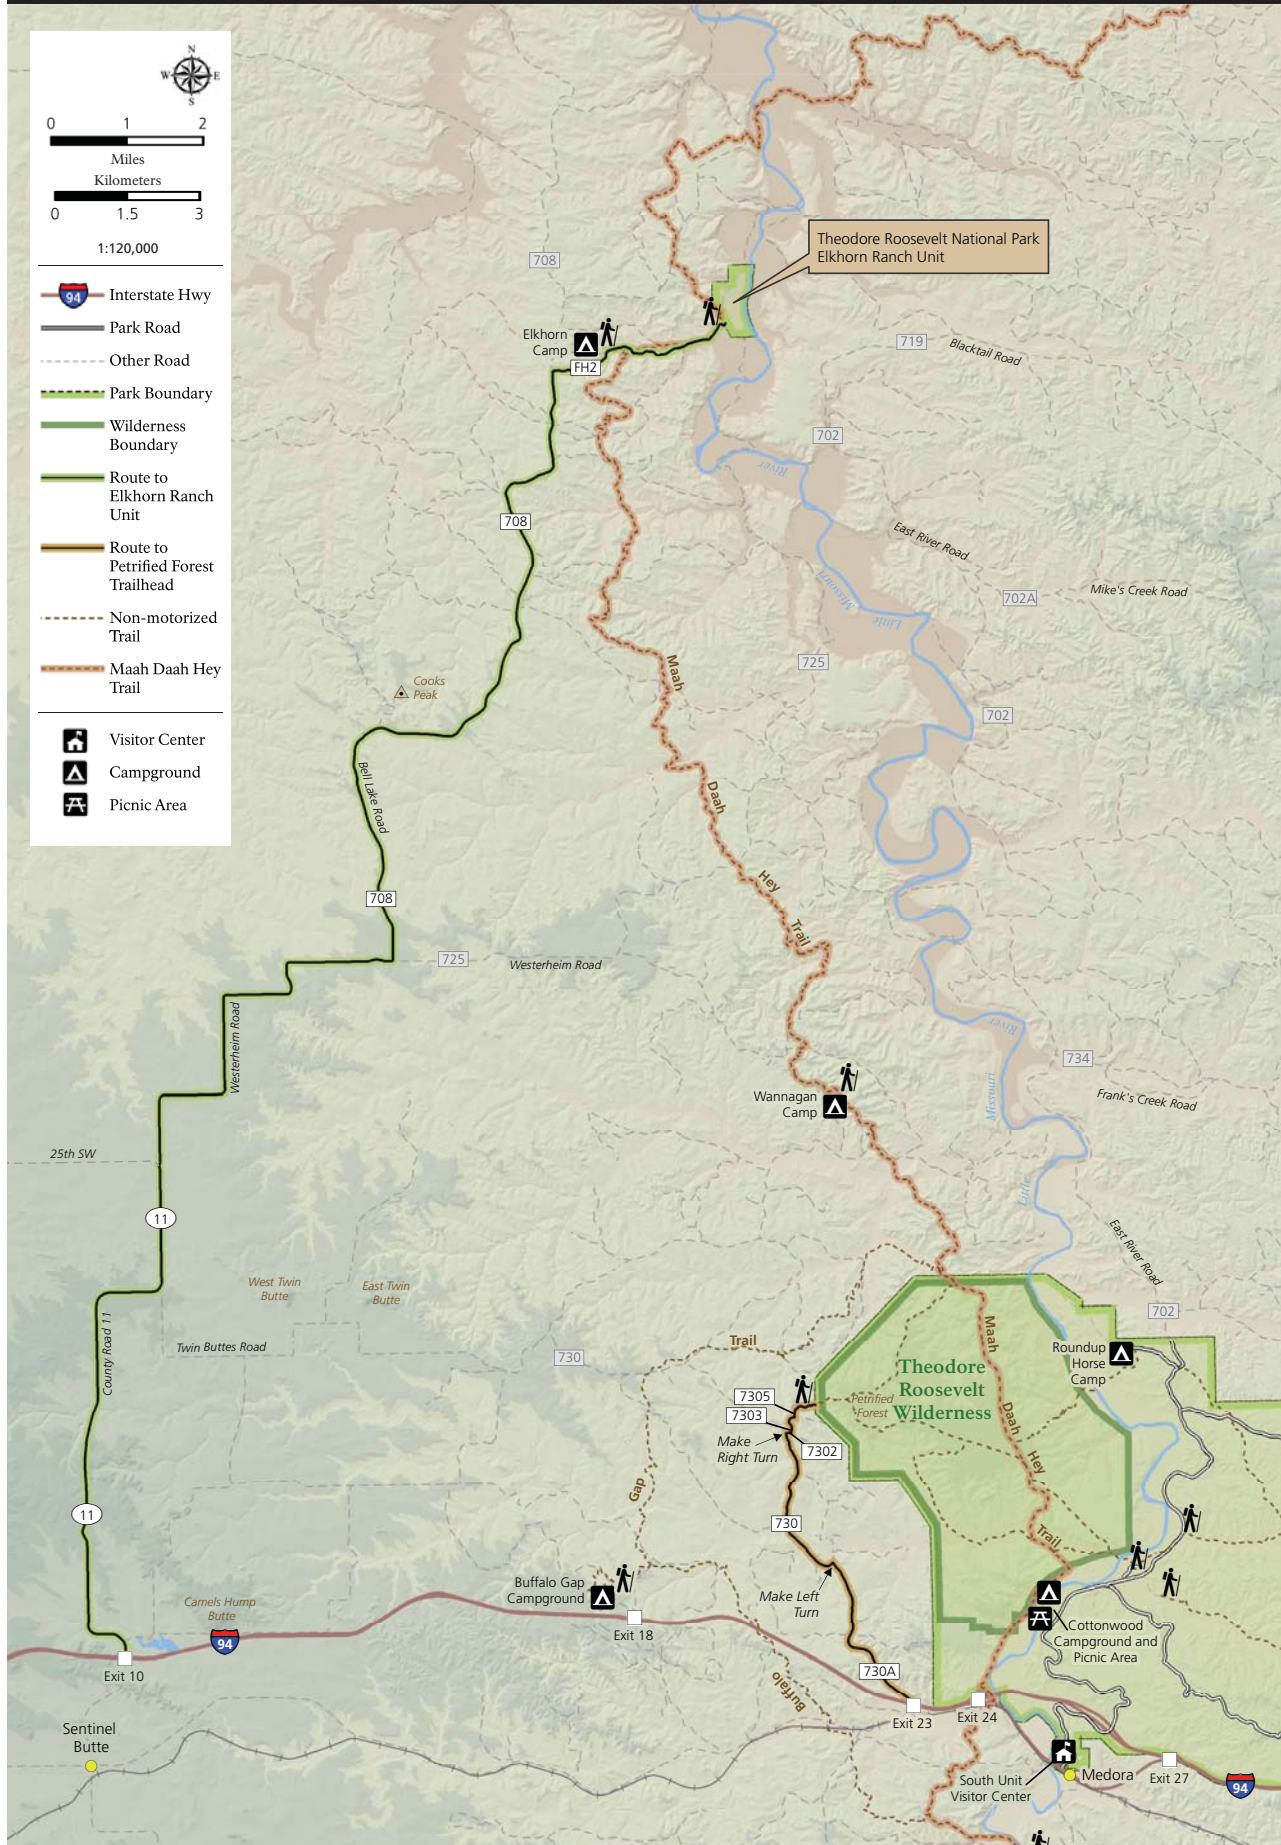 N
W E
S
0 1 2
Miles
Kilometers
0 1.5 3
1:120,000
94
Interstate Hwy
Park Road
Other Road
Park Boundary
Wilderness
Boundary
Route to
Elkhorn Ranch
Unit
Route to
Petrified Forest
Trailhead
Non-motorized
Trail
Maah Daah Hey
Trail
Visitor Center
Campground
Picnic Area
Theodore Roosevelt National Park
Elkhorn Ranch Unit
708
Elkhorn
Camp
FH2
719
Blacktail Road
702
River
708
East River Road
Missouri
Little
702A
Mike's Creek Road
725
Maah
Cooks
Peak
702
Bell Lake Road
Daah
Hey
708
Trail
725
Westerheim Road
Westerheim Road
River
734
Missouri
Frank's Creek Road
Wannagan
Camp
25th SW
Little
11
East River Road
West Twin
Butte
East Twin
Butte
County Road 11
Twin Buttes Road
702
Trail
730
Maah
Roundup
Horse
Camp
Theodore
Roosevelt
Wilderness
Petrified
Forest
7305
7303
Make
Right Turn
7302
Daah
Hey
Gap
11
730
Trail
Make Left
Turn
Buffalo Gap
Campground
Camels Hump
Butte
94
Exit 18
Cottonwood
Campground and
Picnic Area
Exit 10
730A
Buffalo
Exit 23
Exit 24
Sentinel
Butte
South Unit
Visitor Center
Medora
Exit 27
94